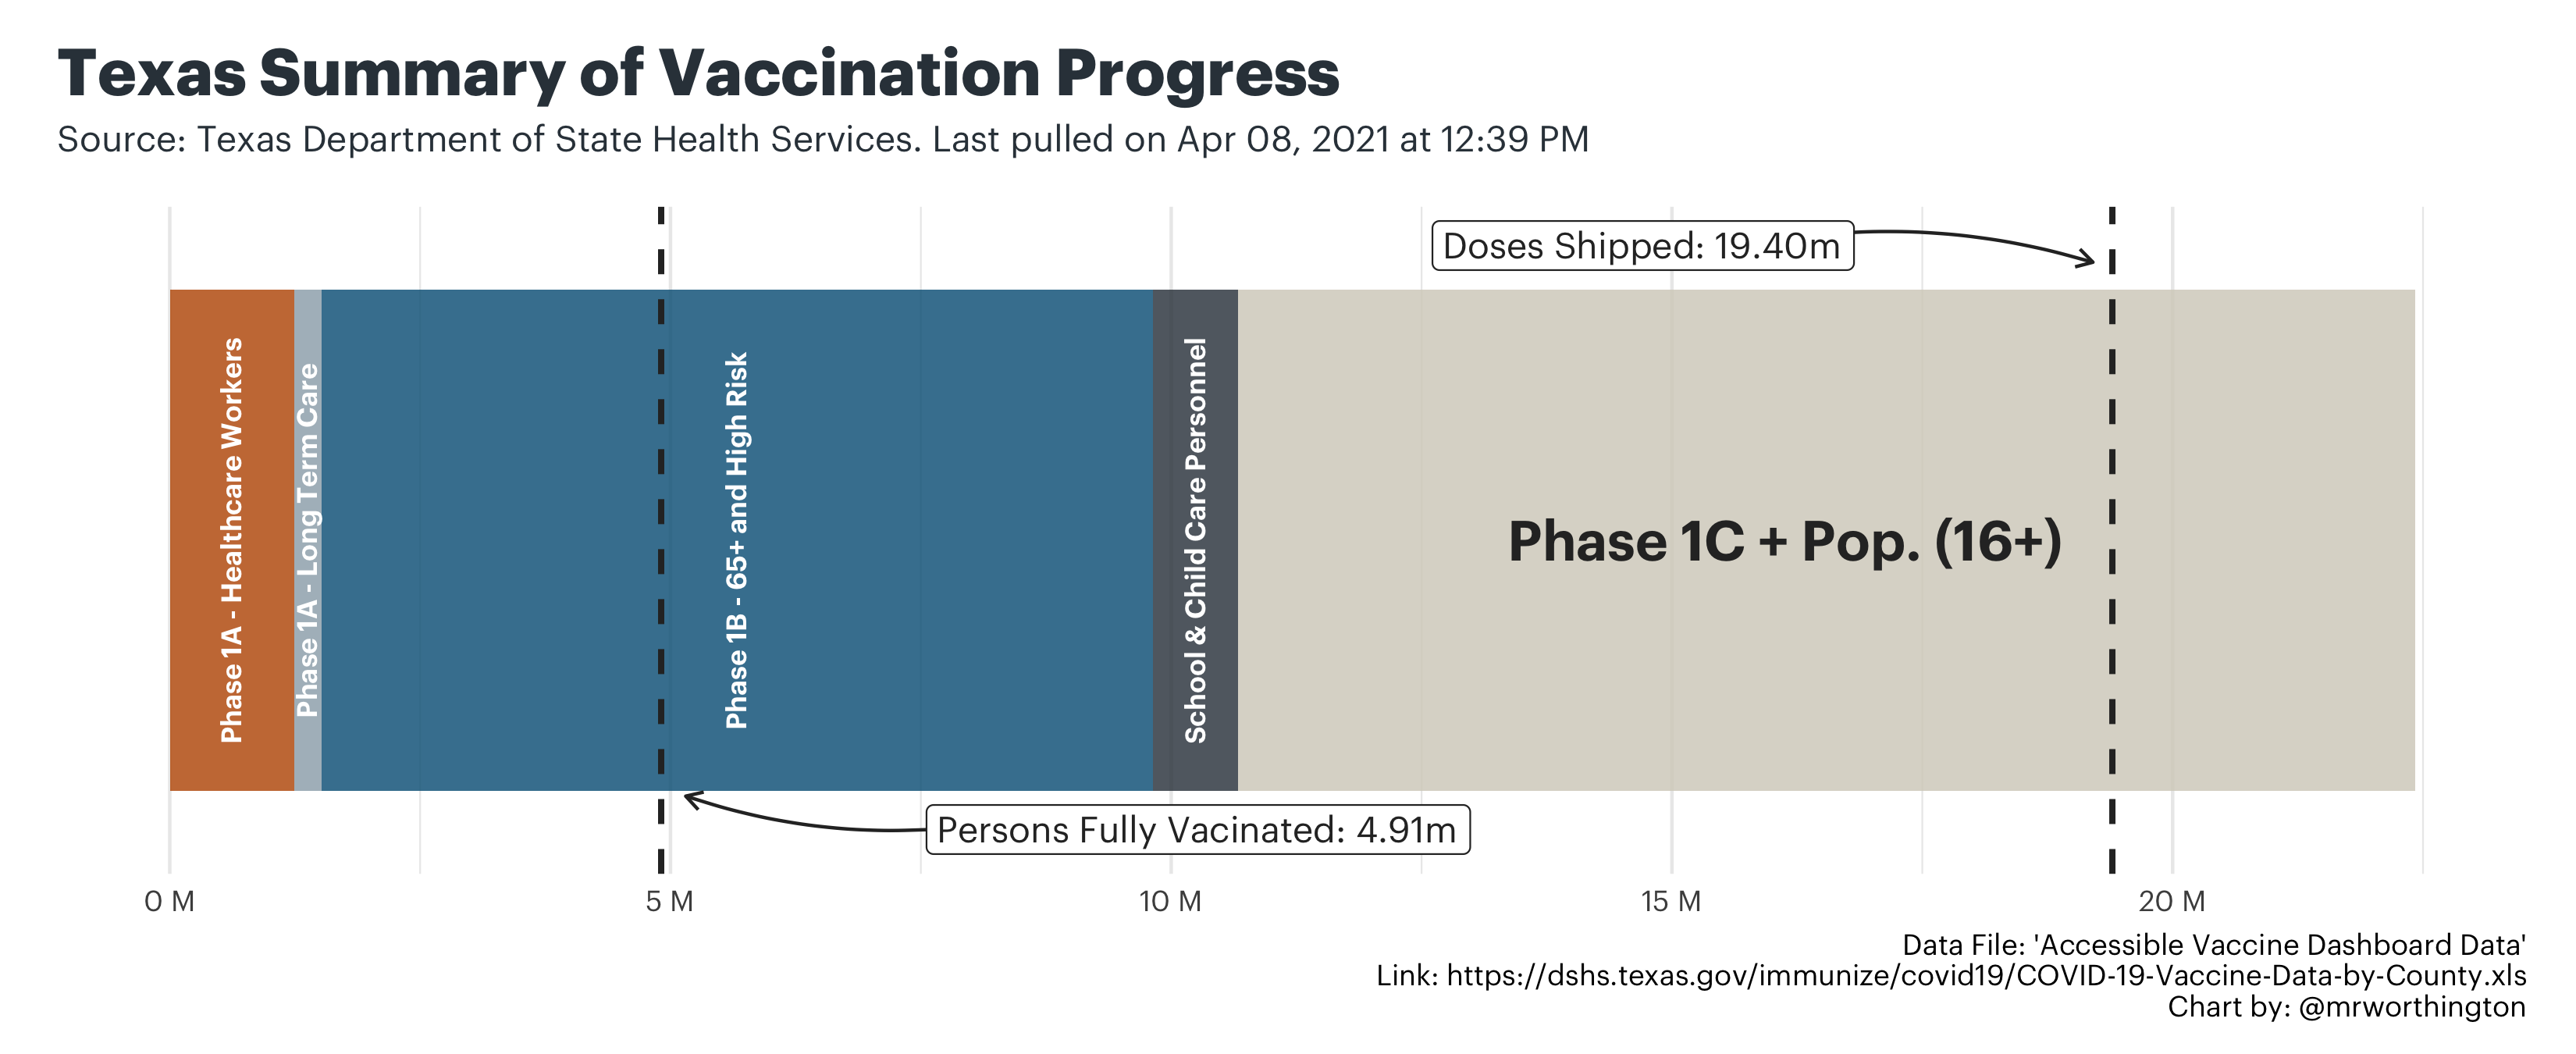 Texas Summary of Vaccination Progress
Source: Texas Department of State Health Services. Last pulled on Apr 08, 2021 at 12:39 PM
Doses Shipped: 19.40m
Phase 1A - Healthcare Workers
Phase 1A - Long Term Care
Phase 1B - 65+ and High Risk
School & Child Care Personnel
Phase 1C + Pop. (16+)
Persons Fully Vacinated: 4.91m
0 M 5 M 10 M 15 M 20 M
Data File: 'Accessible Vaccine Dashboard Data'
Link: https://dshs.texas.gov/immunize/covid19/COVID-19-Vaccine-Data-by-County.xls
Chart by: @mrworthington